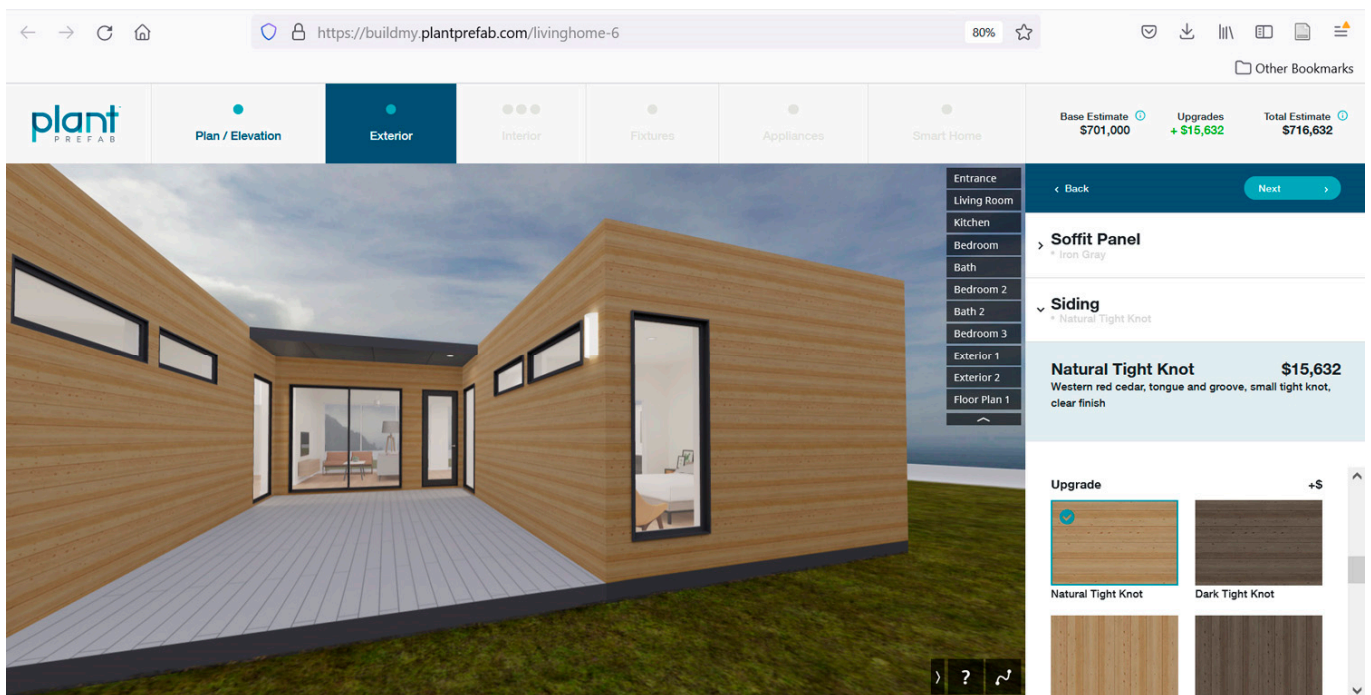 https://buildmy.plantprefab.com/livinghome-6
80%
Other Bookmarks
plant
PREFAB
Plan / Elevation
Exterior
Interior
Fixtures
Appliances
Smart Home
Base Estimate
$701,000
Upgrades
+ $15,632
Total Estimate
$716,632
Entrance
Living Room
Kitchen
Bedroom
Bath
Bedroom 2
Bath 2
Bedroom 3
Exterior 1
Exterior 2
Floor Plan 1
?
‹ Back
Next ›
Soffit Panel
• Iron Gray
Siding
• Natural Tight Knot
Natural Tight Knot $15,632
Western red cedar, tongue and groove, small tight knot,
clear finish
Upgrade +$
Natural Tight Knot
Dark Tight Knot